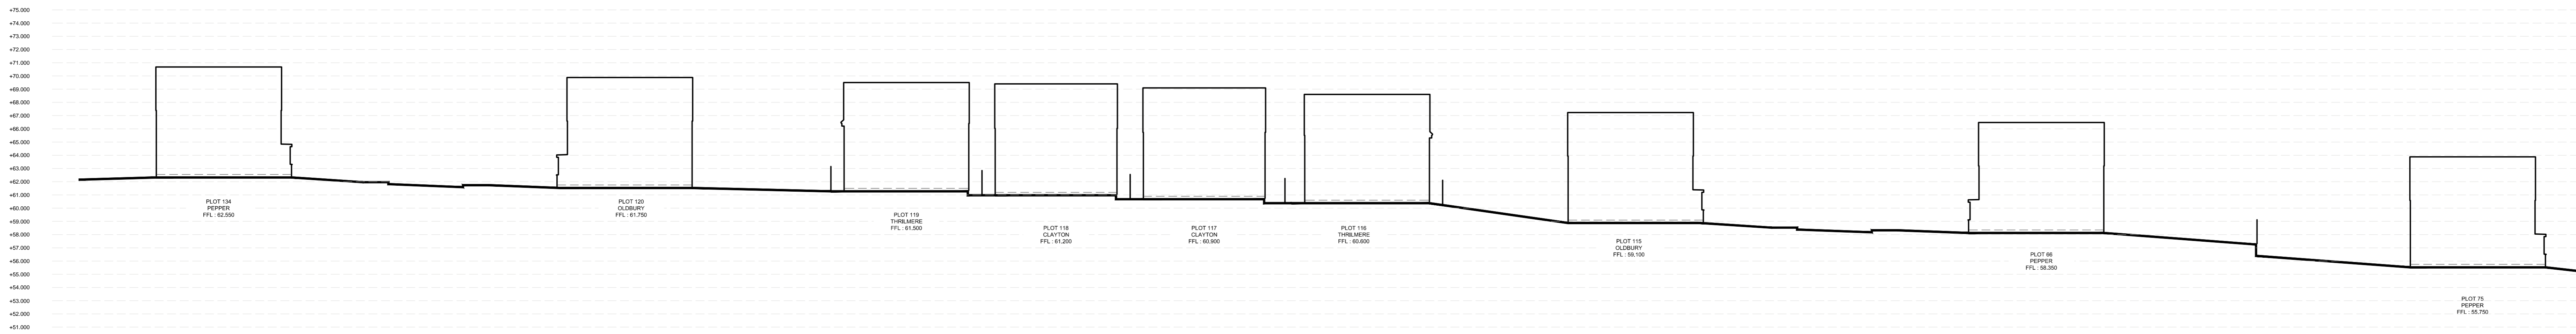 +75.000
+74.000
+73.000
+72.000
+71.000
+70.000
+69.000
+68.000
+67.000
+66.000
+65.000
+64.000
+63.000
+62.000
+61.000
+60.000
+59.000
+58.000
+57.000
+56.000
+55.000
+54.000
+53.000
+52.000
+51.000
PLOT 134
PEPPER
FFL : 62,550
PLOT 120
OLDBURY
FFL : 61,750
PLOT 119
THRILMERE
FFL : 61,500
PLOT 118
CLAYTON
FFL : 61,200
PLOT 117
CLAYTON
FFL : 60,900
PLOT 116
THRILMERE
FFL : 60,600
PLOT 115
OLDBURY
FFL : 59,100
PLOT 66
PEPPER
FFL : 58,350
PLOT 75
PEPPER
FFL : 55.750